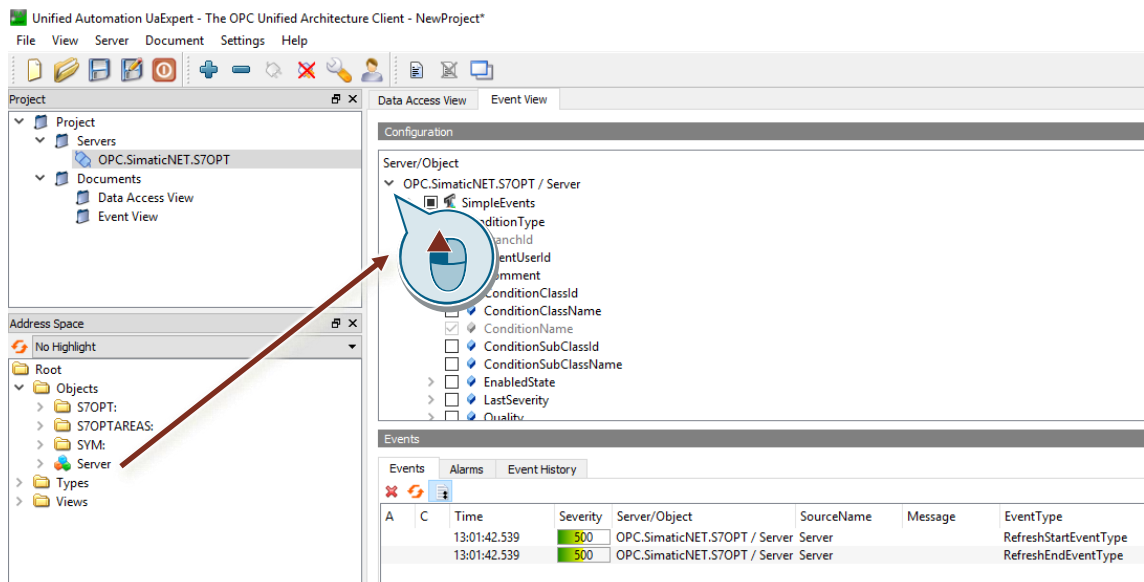 Unified Automation UaExpert - The OPC Unified Architecture Client - NewProject*
File View Server Document Settings Help
Project
Project
Servers
OPC.SimaticNET.S7OPT
Documents
Data Access View
Event View
Address Space
No Highlight
Root
Objects
S7OPT:
S7OPTAREAS:
SYM:
Server
Types
Views
Data Access View Event View
Configuration
Server/Object
OPC.SimaticNET.S7OPT / Server
SimpleEvents
ConditionClassId
ConditionClassName
ConditionName
ConditionSubClassId
ConditionSubClassName
EnabledState
LastSeverity
Quality
Events
Events Alarms Event History
A C Time Severity Server/Object SourceName Message EventType
13:01:42.539 500 OPC.SimaticNET.S7OPT / Server Server RefreshStartEventType
13:01:42.539 500 OPC.SimaticNET.S7OPT / Server Server RefreshEndEventType